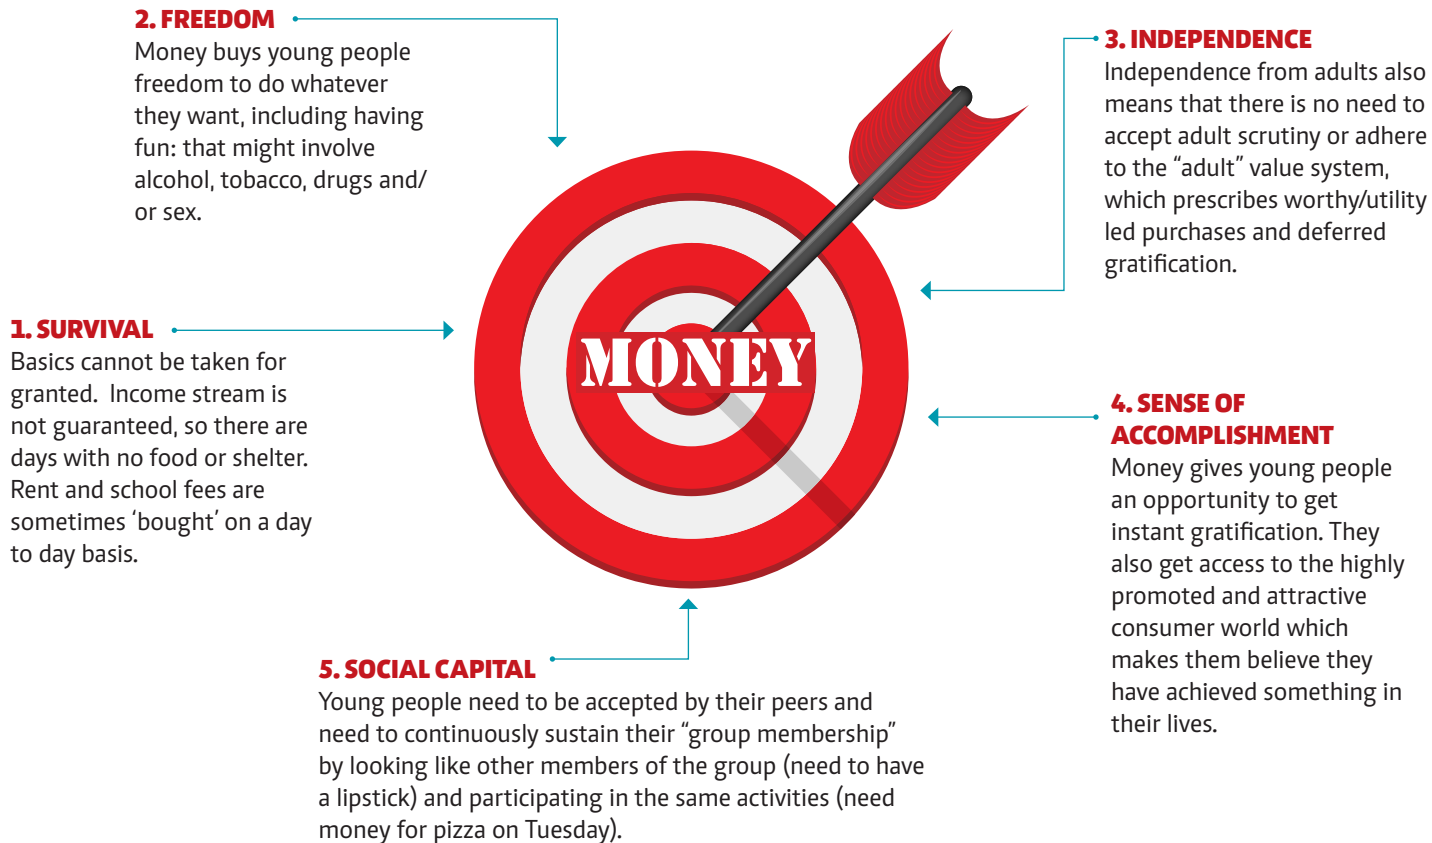 2. FREEDOM
Money buys young people
freedom to do whatever
they want, including having
fun: that might involve
alcohol, tobacco, drugs and/
or sex.
3. INDEPENDENCE
Independence from adults also
means that there is no need to
accept adult scrutiny or adhere
to the “adult” value system,
which prescribes worthy/utility
led purchases and deferred
gratification.
1. SURVIVAL
Basics cannot be taken for
granted.  Income stream is
not guaranteed, so there are
days with no food or shelter.
Rent and school fees are
sometimes ‘bought’ on a day
to day basis.
MONEY
4. SENSE OF
ACCOMPLISHMENT
Money gives young people
an opportunity to get
instant gratification. They
also get access to the highly
promoted and attractive
consumer world which
makes them believe they
have achieved something in
their lives.
5. SOCIAL CAPITAL
Young people need to be accepted by their peers and
need to continuously sustain their “group membership”
by looking like other members of the group (need to have
a lipstick) and participating in the same activities (need
money for pizza on Tuesday).